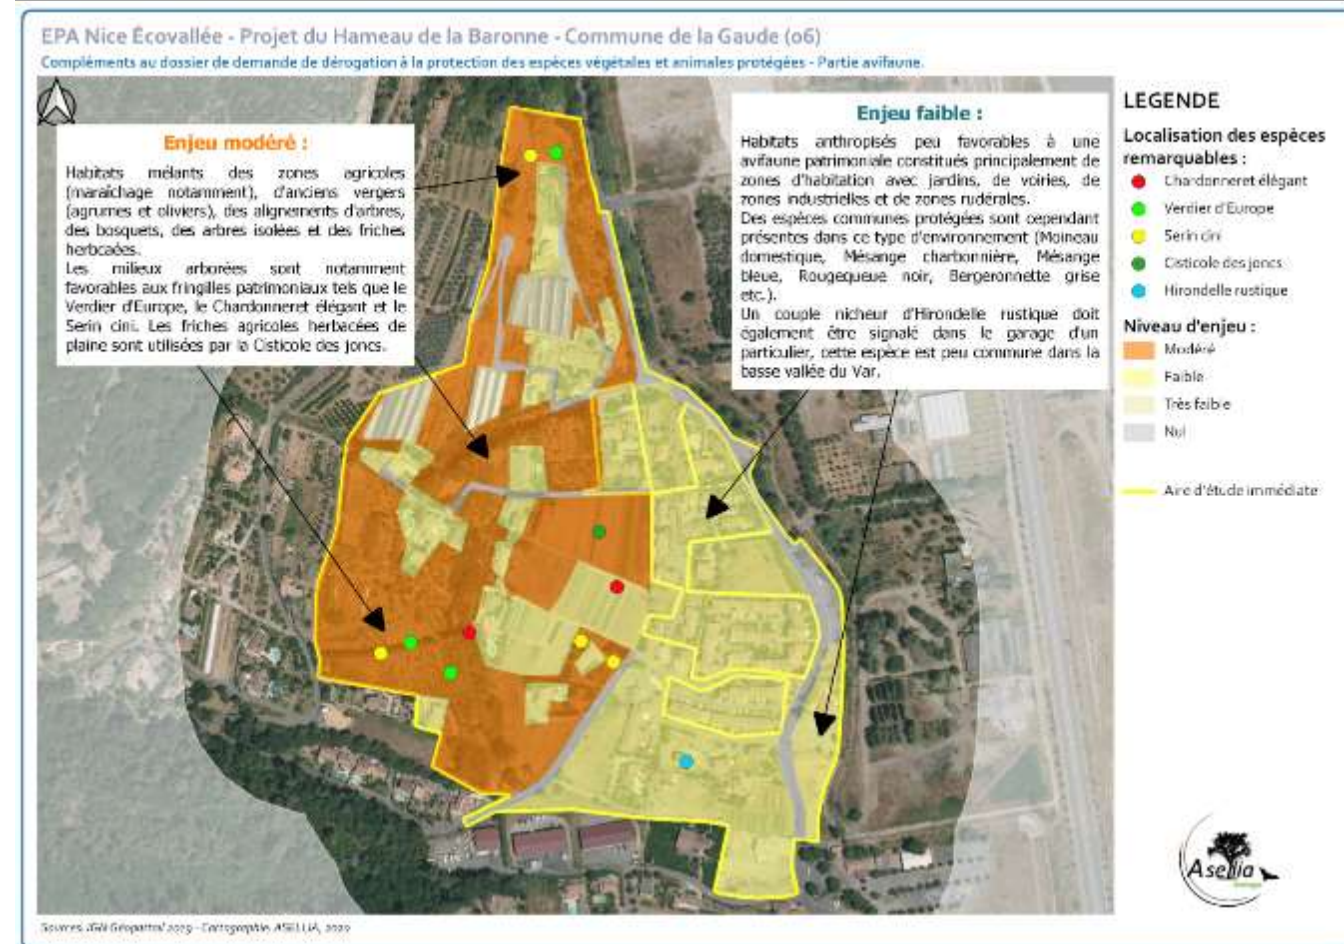 EPA Nice Écovallée - Projet du Hameau de la Baronne - Commune de la Gaude (06)
Compléments au dossier de demande de dérogation à la protection des espèces végétales et animales protégées - Partie avifaune.
Enjeu modéré :
Habitats mélants des zones agricoles
(maraîchage notamment), d'anciens vergers
(agrumes et oliviers), des alignements d'arbres,
des bosquets, des arbres isolées et des friches
herbcaées.
Les milieux arborées sont notamment
favorables aux fringilles patrimoniaux tels que le
Verdier d'Europe, le Chardonneret élégant et le
Serin cini. Les friches agricoles herbacées de
plaine sont utilisées par la Cisticole des joncs.
Enjeu faible :
Habitats anthropisés peu favorables à une
avifaune patrimoniale constitués principalement de
zones d'habitation avec jardins, de voiries, de
zones industrielles et de zones rudérales.
Des espèces communes protégées sont cependant
présentes dans ce type d'environnement (Moineau
domestique, Mésange charbonnière, Mésange
bleue, Rougequeue noir, Bergeronnette grise
etc.).
Un couple nicheur d'Hirondelle rustique doit
également être signalé dans le garage d'un
particulier, cette espèce est peu commune dans la
basse vallée du Var.
LEGENDE
Localisation des espèces
remarquables :
Chardonneret élégant
Verdier d'Europe
Serin cini
Cisticole des joncs
Hirondelle rustique
Niveau d'enjeu :
Modéré
Faible
Très faible
Nul
Aire d'étude immédiate
Asellia
Sources: IGN Géoportail 2019 - Cartographie: ASELLIA, 2020